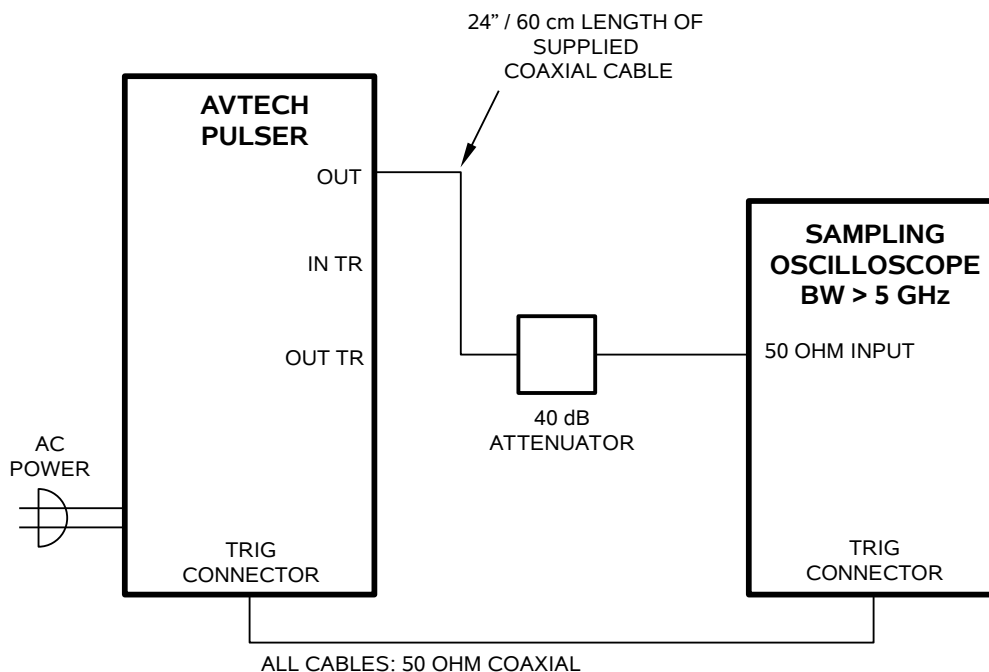 24” / 60 cm LENGTH OF
SUPPLIED
COAXIAL CABLE
AVTECH
PULSER
OUT
IN TR
OUT TR
SAMPLING
OSCILLOSCOPE
BW > 5 GHz
50 OHM INPUT
40 dB
ATTENUATOR
AC
POWER
TRIG
CONNECTOR
TRIG
CONNECTOR
ALL CABLES: 50 OHM COAXIAL